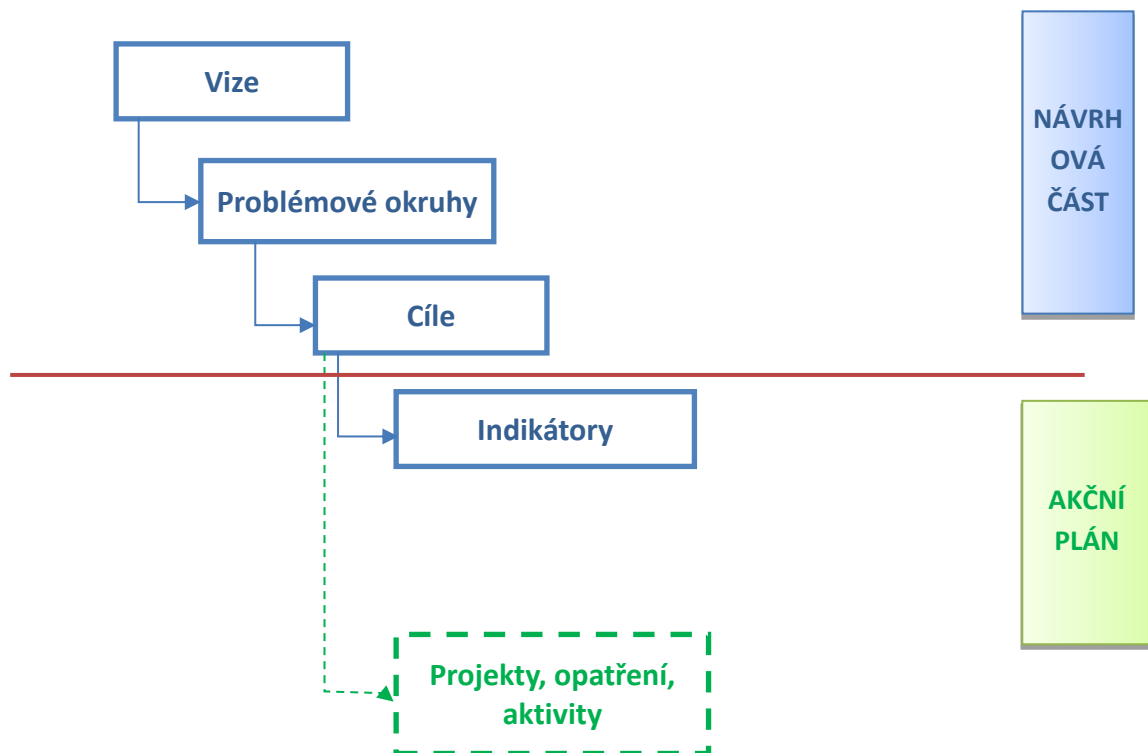 Vize
Problémové okruhy
Cíle
Indikátory
Projekty, opatření,
aktivity
NÁVRH
OVÁ
ČÁST
AKČNÍ
PLÁN